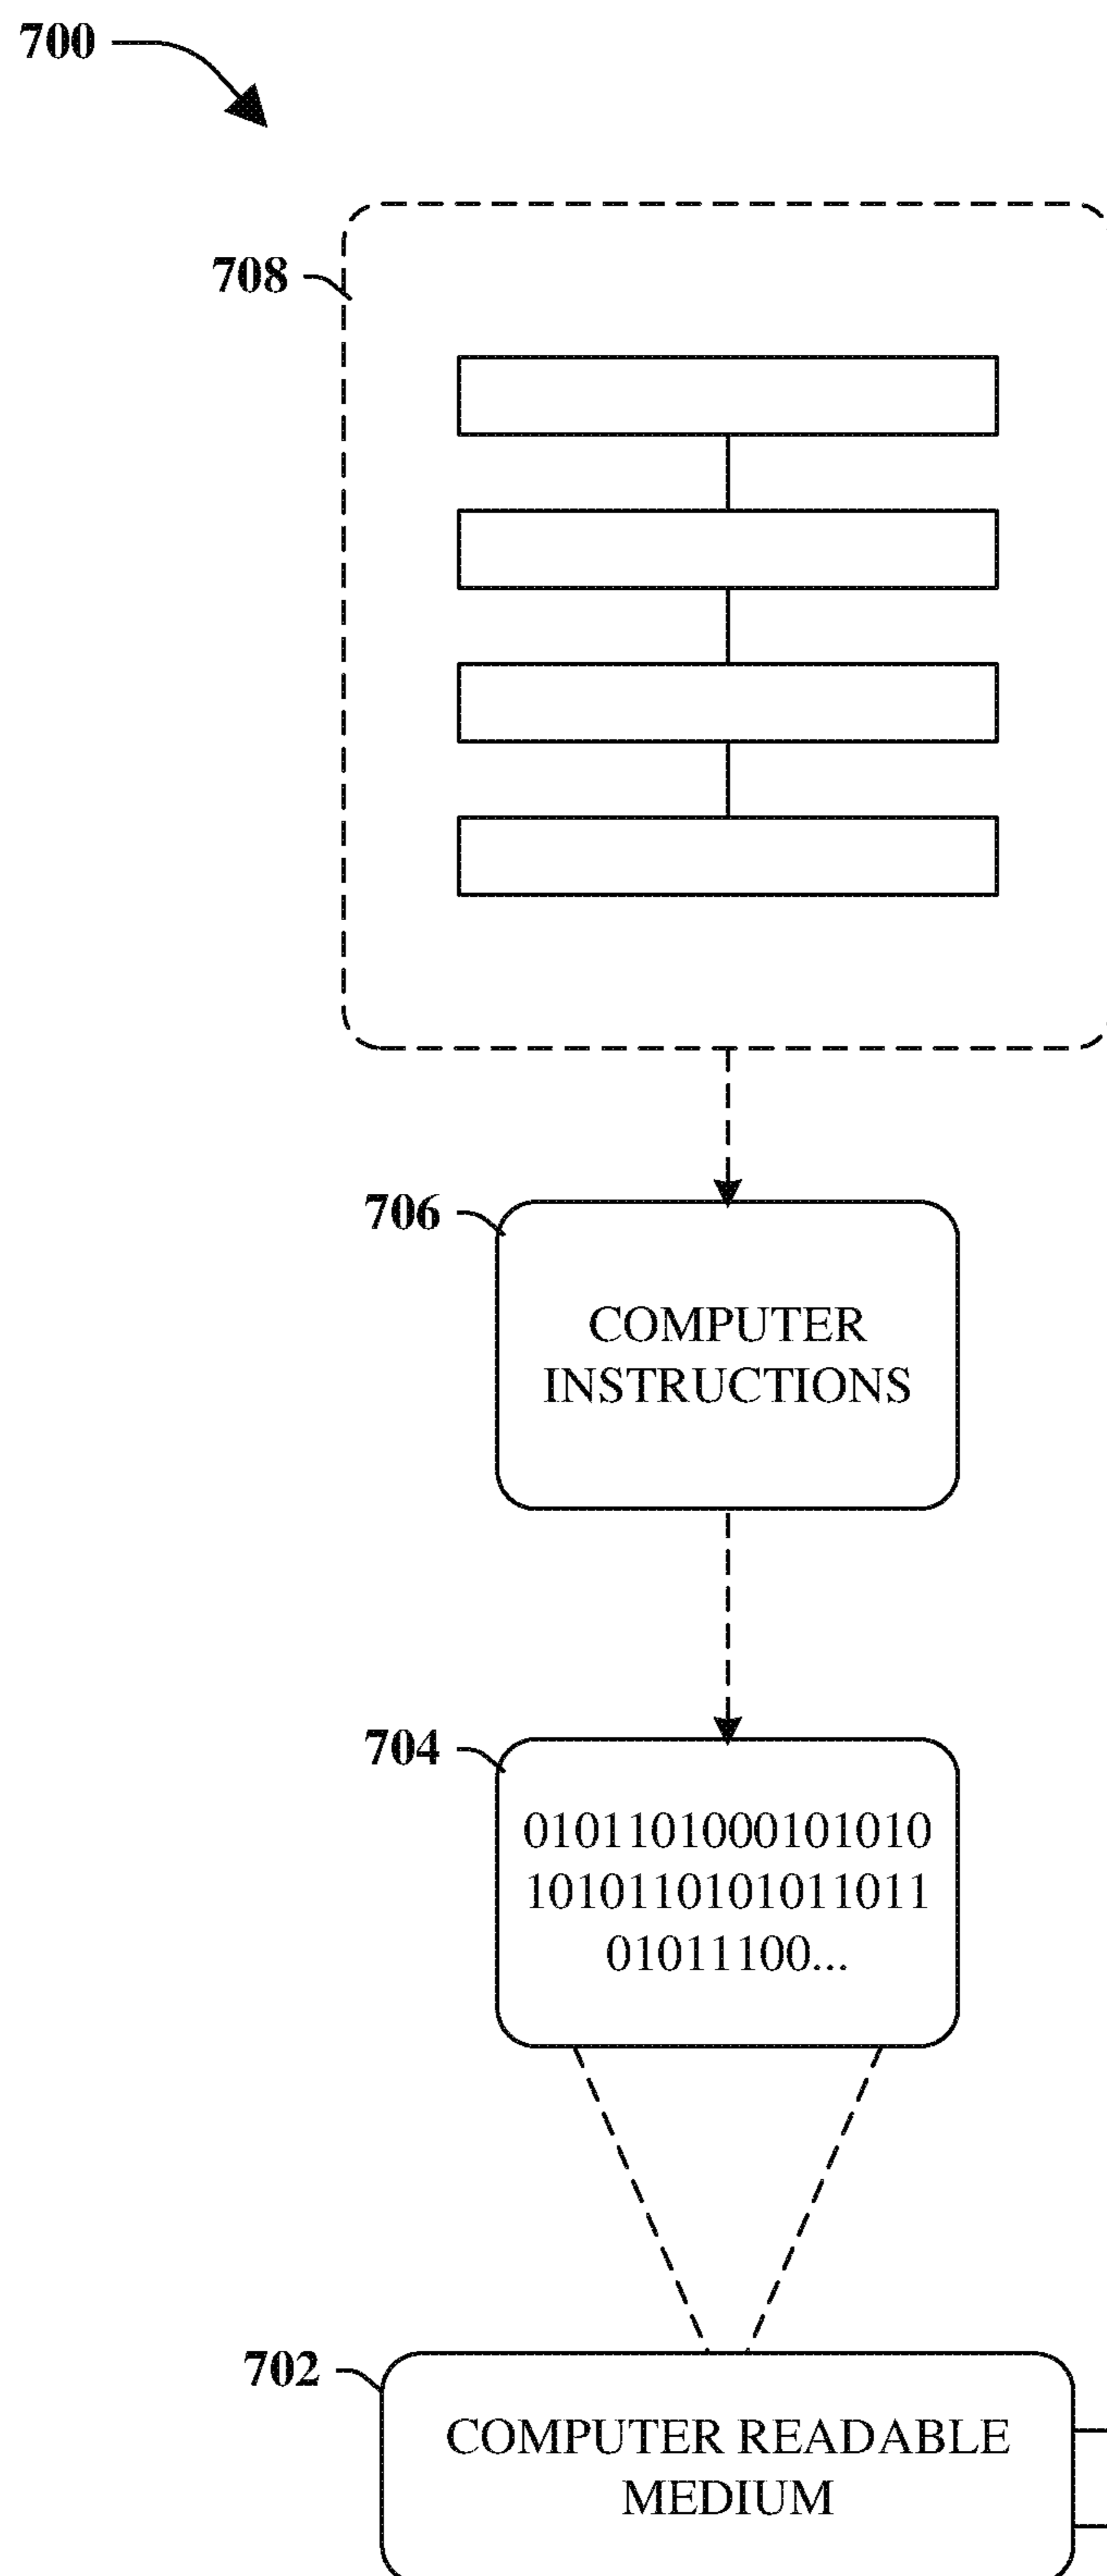 700
708
706
COMPUTER
INSTRUCTIONS
704
0101101000101010
1010110101011011
01011100...
702
COMPUTER READABLE
MEDIUM